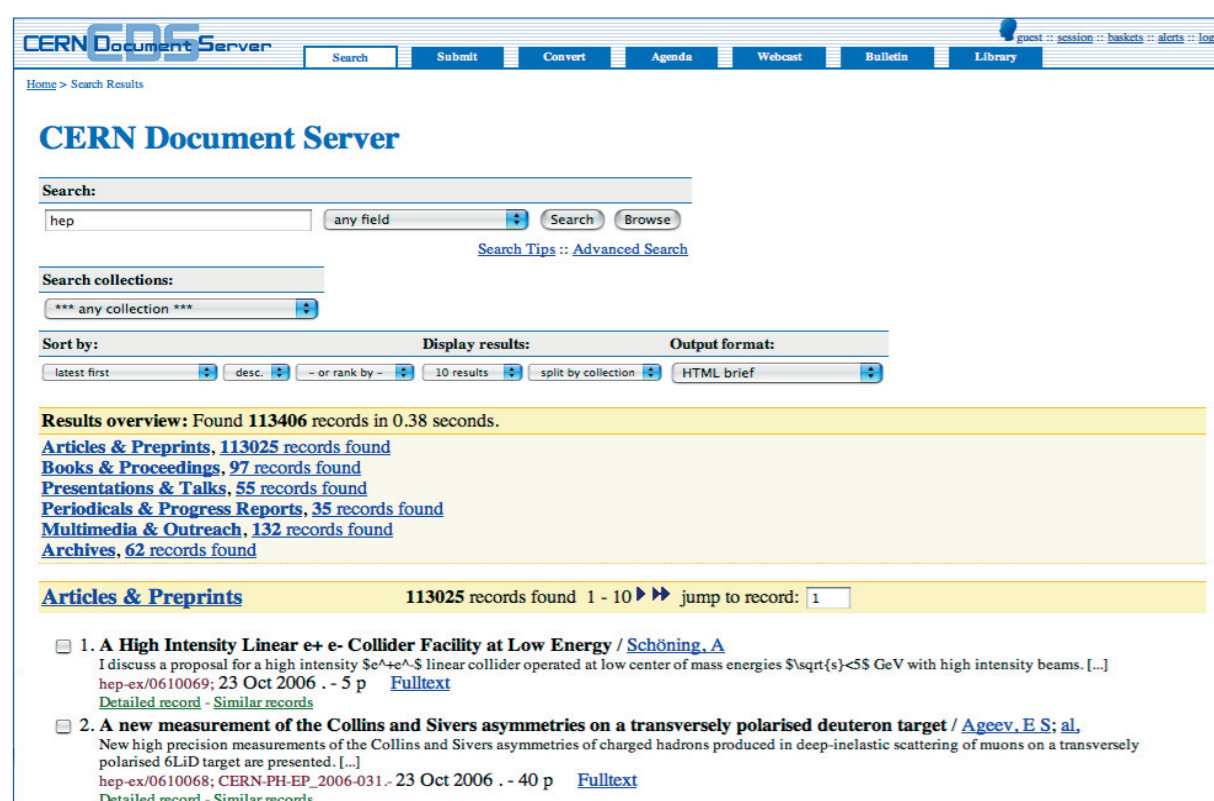 CERN Document Server
CDS
guest :: session :: baskets :: alerts :: log
Search Submit Convert Agenda Webcast Bulletin Library
Home > Search Results
CERN Document Server
Search:
hep any field Search Browse
Search Tips :: Advanced Search
Search collections:
*** any collection ***
Sort by: Display results: Output format:
latest first desc. - or rank by - 10 results split by collection HTML brief
Results overview: Found 113406 records in 0.38 seconds.
Articles & Preprints, 113025 records found
Books & Proceedings, 97 records found
Presentations & Talks, 55 records found
Periodicals & Progress Reports, 35 records found
Multimedia & Outreach, 132 records found
Archives, 62 records found
Articles & Preprints 113025 records found 1 - 10 jump to record: 1
1. A High Intensity Linear e+ e- Collider Facility at Low Energy / Schöning, A
I discuss a proposal for a high intensity $e^+e^-$ linear collider operated at low center of mass energies $\sqrt{s}<5$ GeV with high intensity beams. [...]
hep-ex/0610069; 23 Oct 2006 . - 5 p Fulltext
Detailed record - Similar records
2. A new measurement of the Collins and Sivers asymmetries on a transversely polarised deuteron target / Ageev, E S; al,
New high precision measurements of the Collins and Sivers asymmetries of charged hadrons produced in deep-inelastic scattering of muons on a transversely
polarised 6LiD target are presented. [...]
hep-ex/0610068; CERN-PH-EP_2006-031.- 23 Oct 2006 . - 40 p Fulltext
Detailed record - Similar records